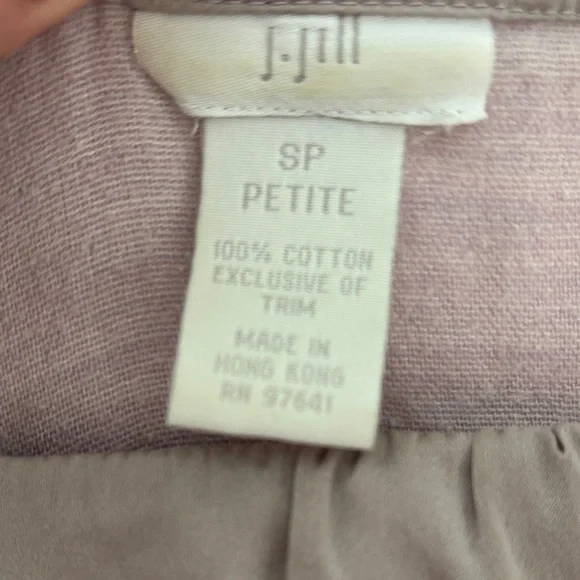 j.jill
SP
PETITE
100% COTTON
EXCLUSIVE OF
TRIM
MADE IN
HONG KONG
RN 97641